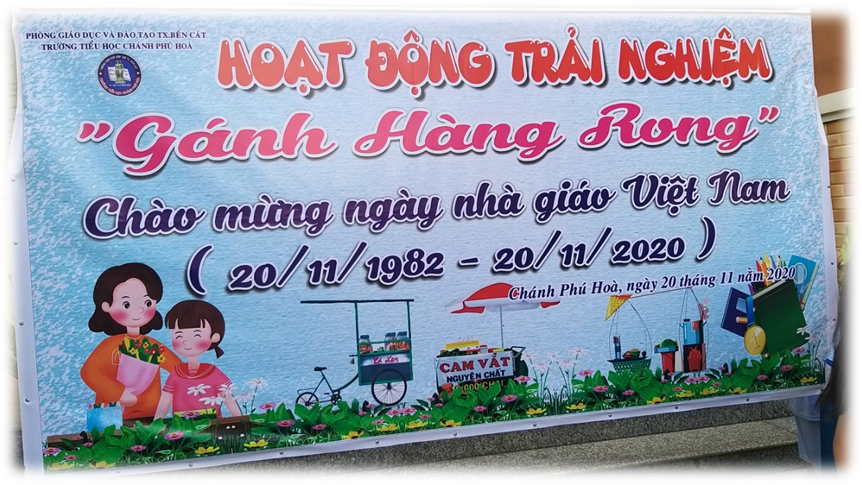 PHÒNG GIÁO DỤC VÀ ĐÀO TẠO TX.BẾN CÁT
TRƯỜNG TIỂU HỌC CHÁNH PHÚ HOÀ
HOẠT ĐỘNG TRẢI NGHIỆM
"Gánh Hàng Rong"
Chào mừng ngày nhà giáo Việt Nam
( 20/11/1982 - 20/11/2020 )
Chánh Phú Hoà, ngày 20 tháng 11 năm 2020
CAM VẮT
NGUYÊN CHẤT